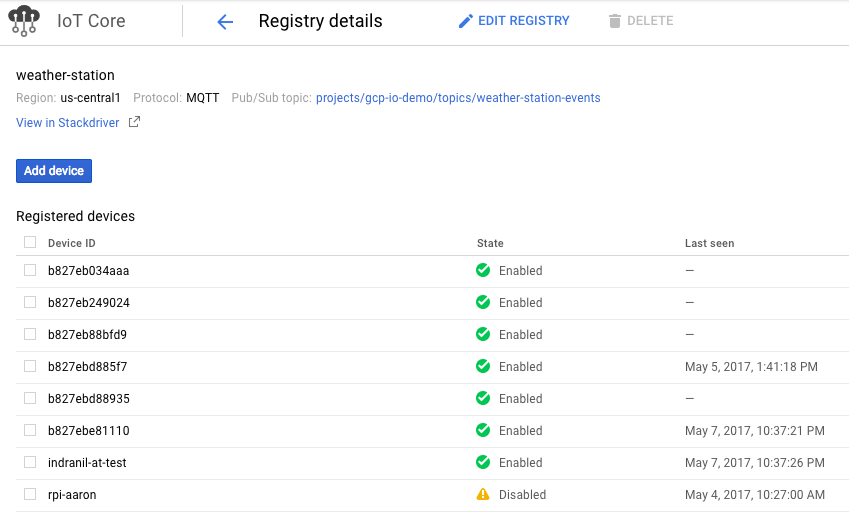 IoT Core Registry details EDIT REGISTRY DELETE
weather-station
Region: us-central1 Protocol: MQTT Pub/Sub topic: projects/gcp-io-demo/topics/weather-station-events
View in Stackdriver
Add device
Registered devices
Device ID State Last seen
b827eb034aaa Enabled —
b827eb249024 Enabled —
b827eb88bfd9 Enabled —
b827ebd885f7 Enabled May 5, 2017, 1:41:18 PM
b827ebd88935 Enabled —
b827ebe81110 Enabled May 7, 2017, 10:37:21 PM
indranil-at-test Enabled May 7, 2017, 10:37:26 PM
rpi-aaron Disabled May 4, 2017, 10:27:00 AM